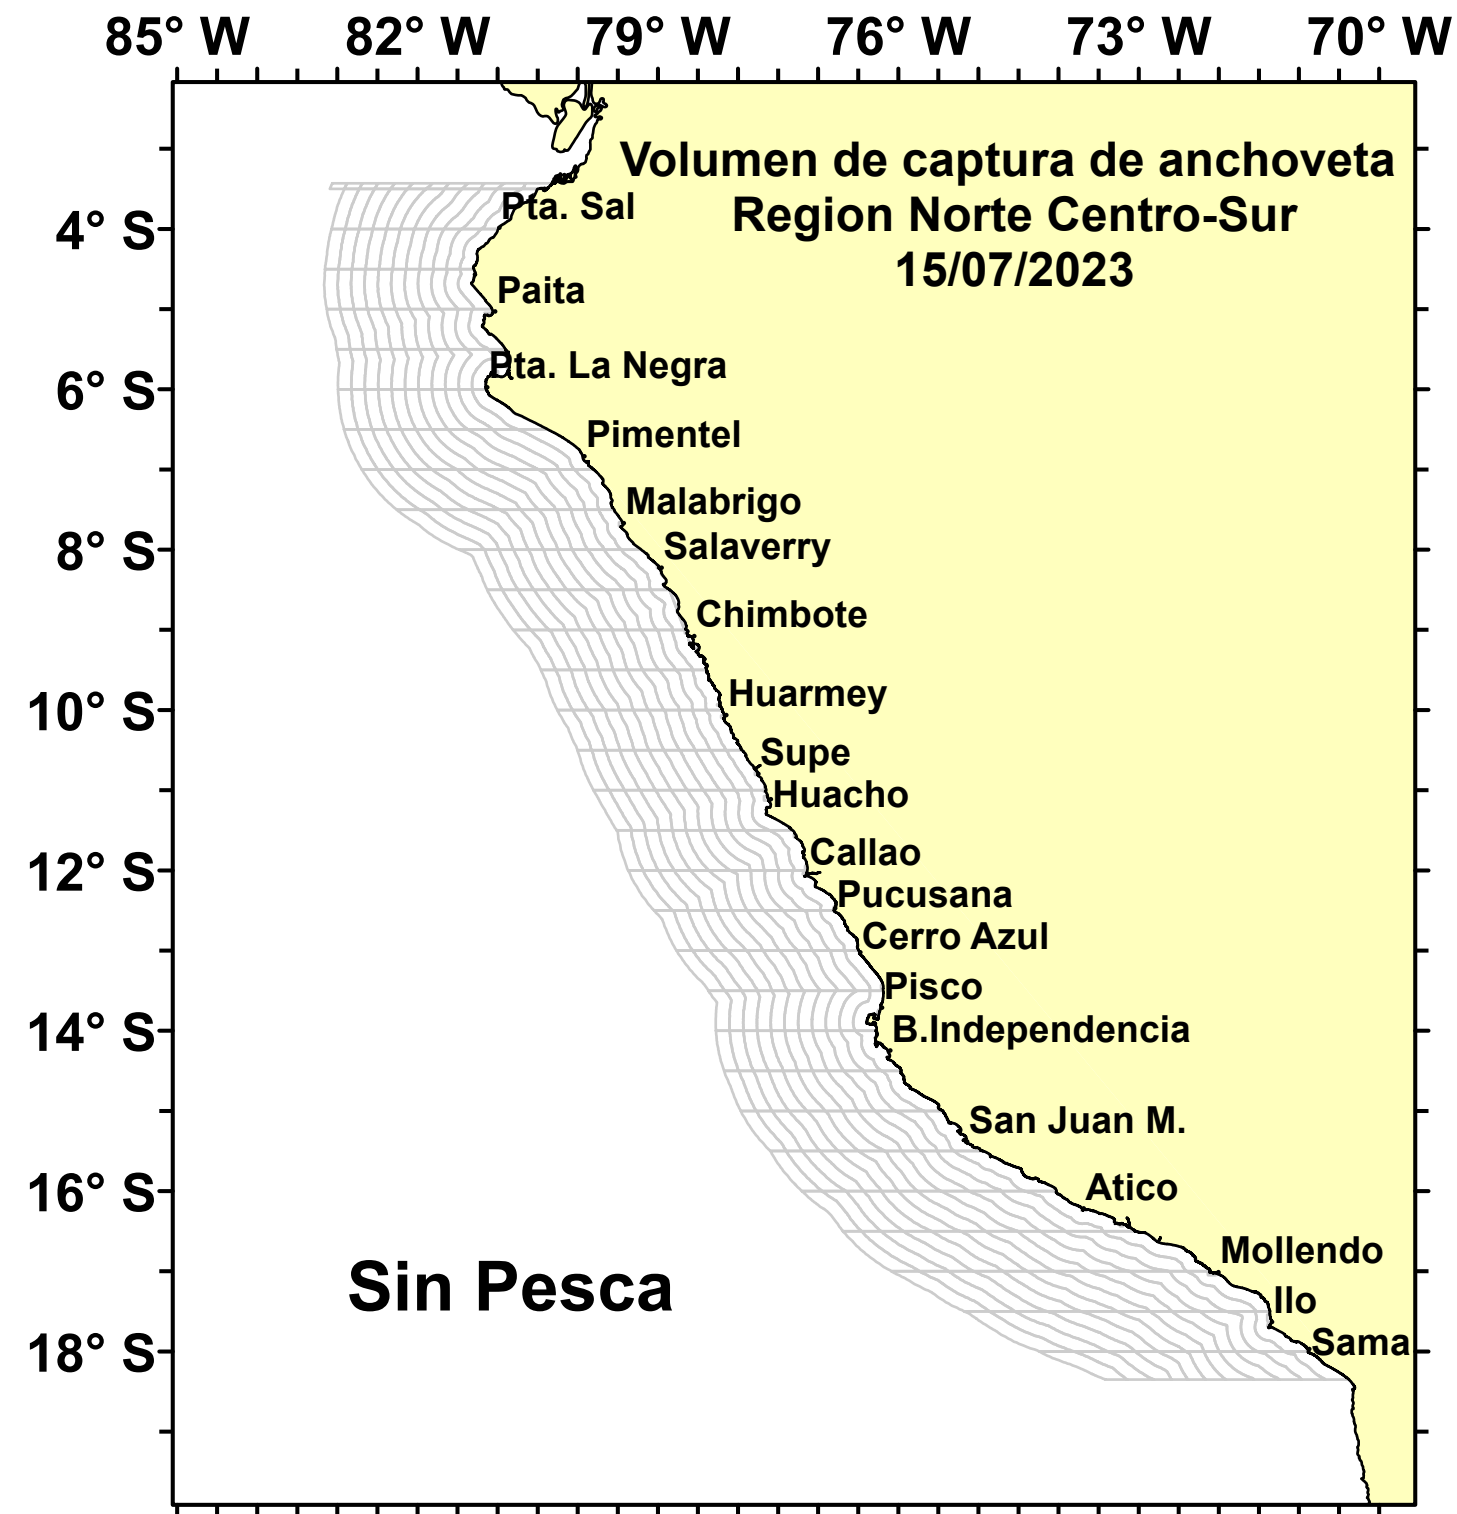 85° W 82° W 79° W 76° W 73° W 70° W
Volumen de captura de anchoveta
Region Norte Centro-Sur
15/07/2023
Pta. Sal
4° S
Paita
Pta. La Negra
6° S
Pimentel
Malabrigo
Salaverry
8° S
Chimbote
Huarmey
10° S
Supe
Huacho
Callao
12° S
Pucusana
Cerro Azul
Pisco
B.Independencia
14° S
San Juan M.
Atico
16° S
Mollendo
Sin Pesca
Ilo
Sama
18° S